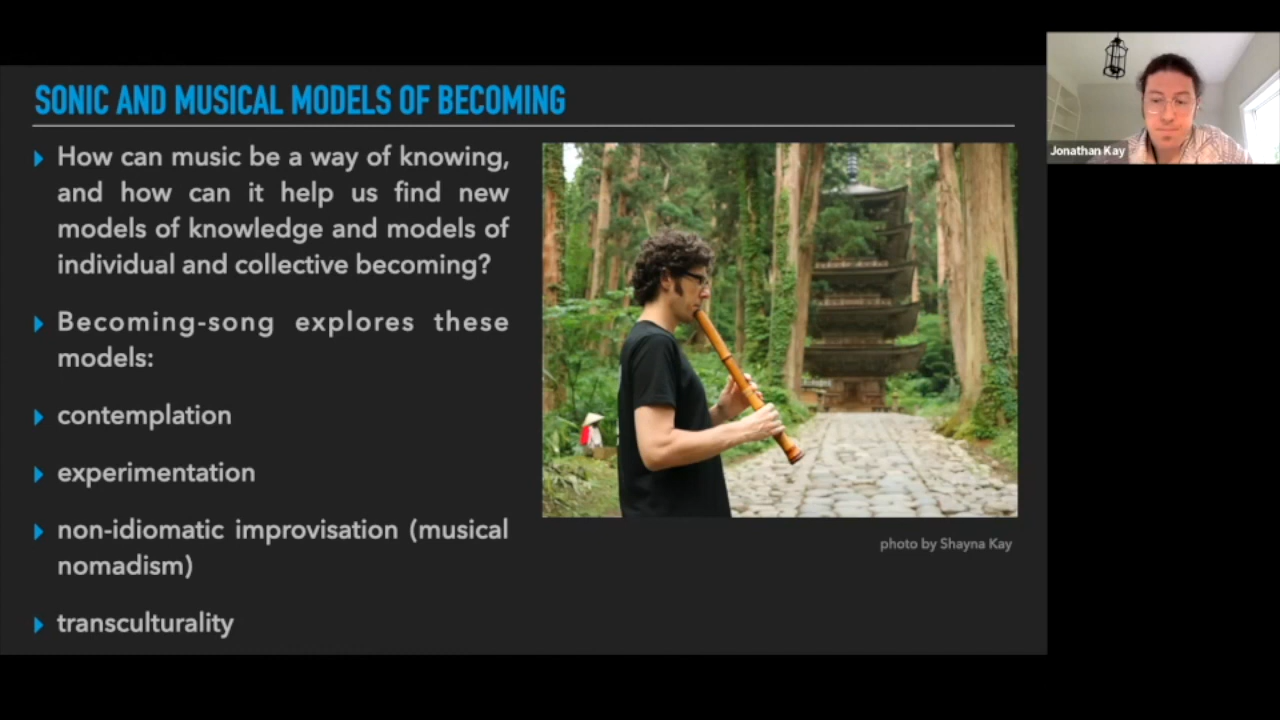 SONIC AND MUSICAL MODELS OF BECOMING
How can music be a way of knowing,
and how can it help us find new
models of knowledge and models of
individual and collective becoming?
Becoming-song explores these
models:
contemplation
experimentation
non-idiomatic improvisation (musical
nomadism)
transculturality
photo by Shayna Kay
Jonathan Kay